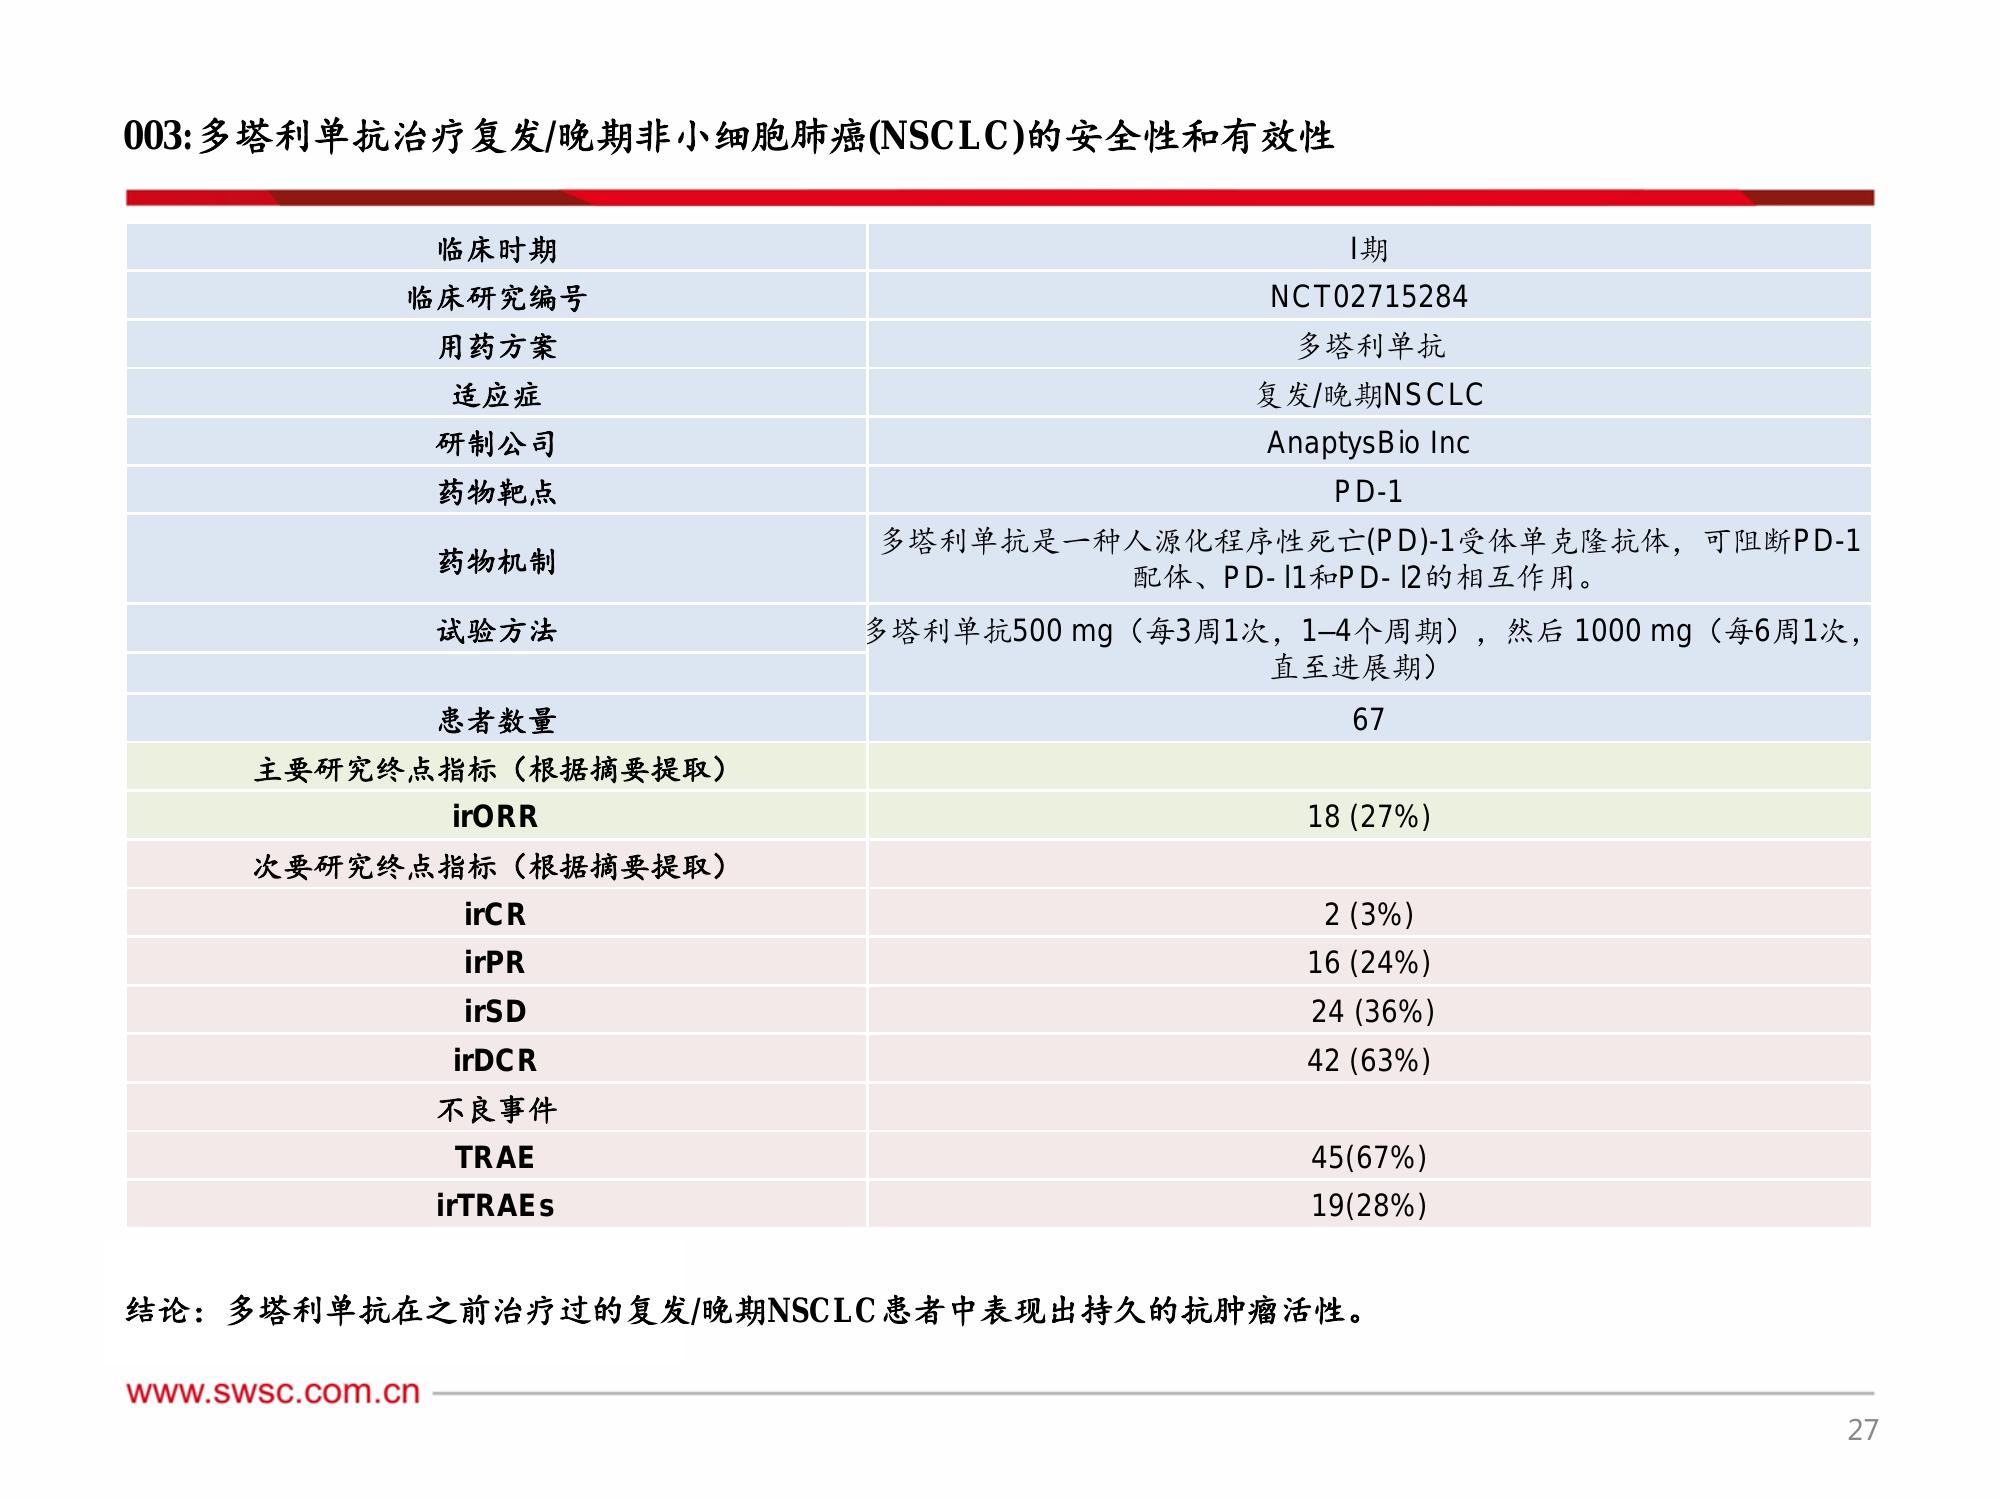 003:多塔利单抗治疗复发/晚期非小细胞肺癌(NSCLC)的安全性和有效性
临床时期 I期
临床研究编号 NCT02715284
用药方案 多塔利单抗
适应症 复发/晚期NSCLC
研制公司 AnaptysBio Inc
药物靶点 PD-1
药物机制 多塔利单抗是一种人源化程序性死亡(PD)-1受体单克隆抗体，可阻断PD-1
配体、PD- l1和PD- l2的相互作用。
试验方法 多塔利单抗500 mg（每3周1次，1–4个周期），然后 1000 mg（每6周1次，
直至进展期）
患者数量 67
主要研究终点指标（根据摘要提取）
irORR 18 (27%)
次要研究终点指标（根据摘要提取）
irCR 2 (3%)
irPR 16 (24%)
irSD 24 (36%)
irDCR 42 (63%)
不良事件
TRAE 45(67%)
irTRAEs 19(28%)
结论：多塔利单抗在之前治疗过的复发/晚期NSCLC患者中表现出持久的抗肿瘤活性。
www.swsc.com.cn
27